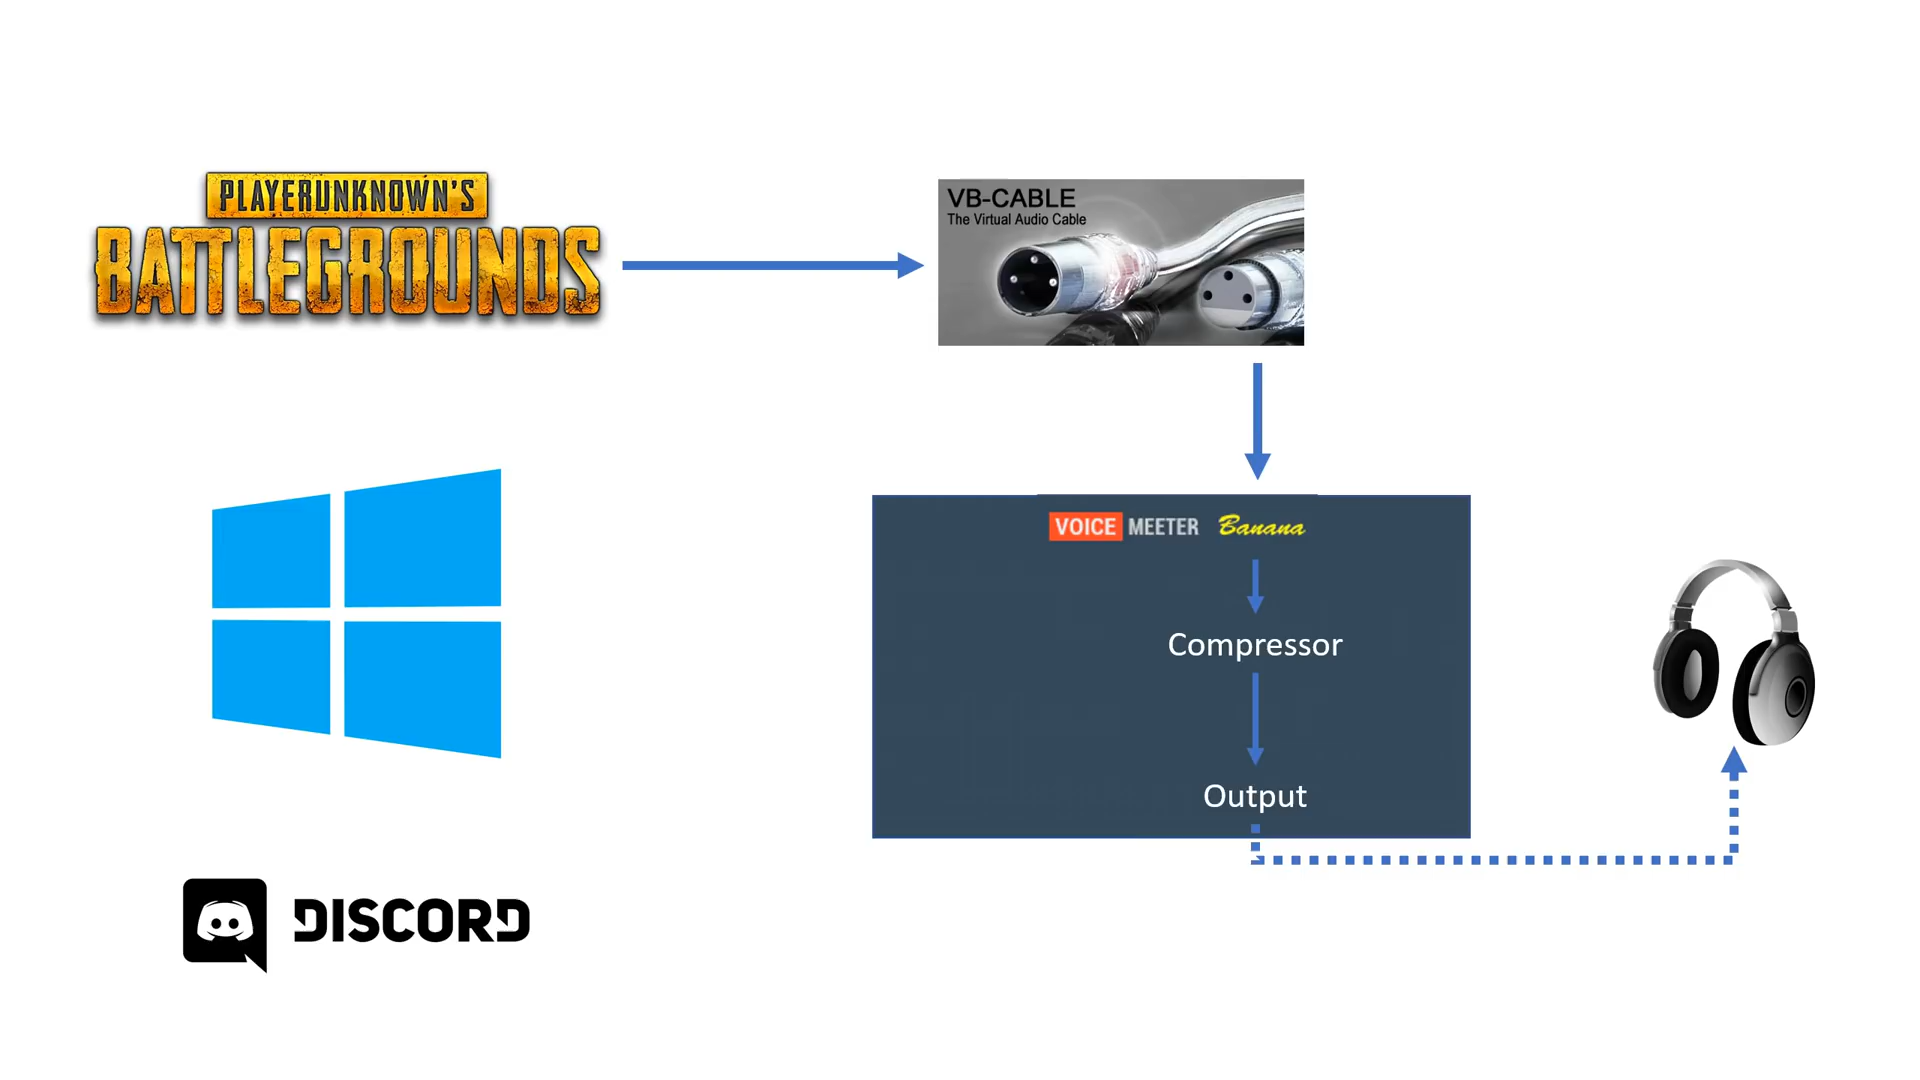 PLAYERUNKNOWN'S
BATTLEGROUNDS
VB-CABLE
The Virtual Audio Cable
VOICE MEETER Banana
Compressor
Output
DISCORD